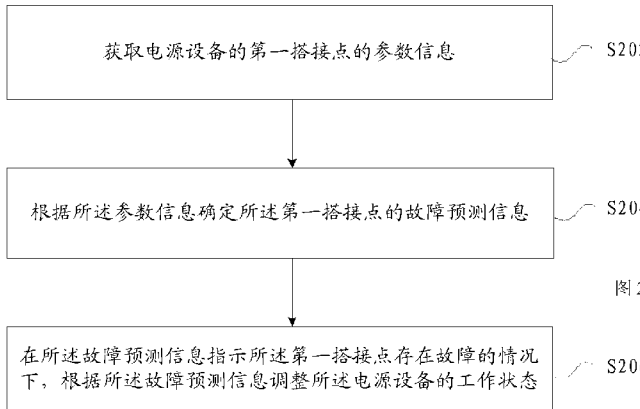 获取电源设备的第一搭接点的参数信息
根据所述参数信息确定所述第一搭接点的故障预测信息
图2
在所述故障预测信息指示所述第一搭接点存在故障的情况
下，根据所述故障预测信息调整所述电源设备的工作状态